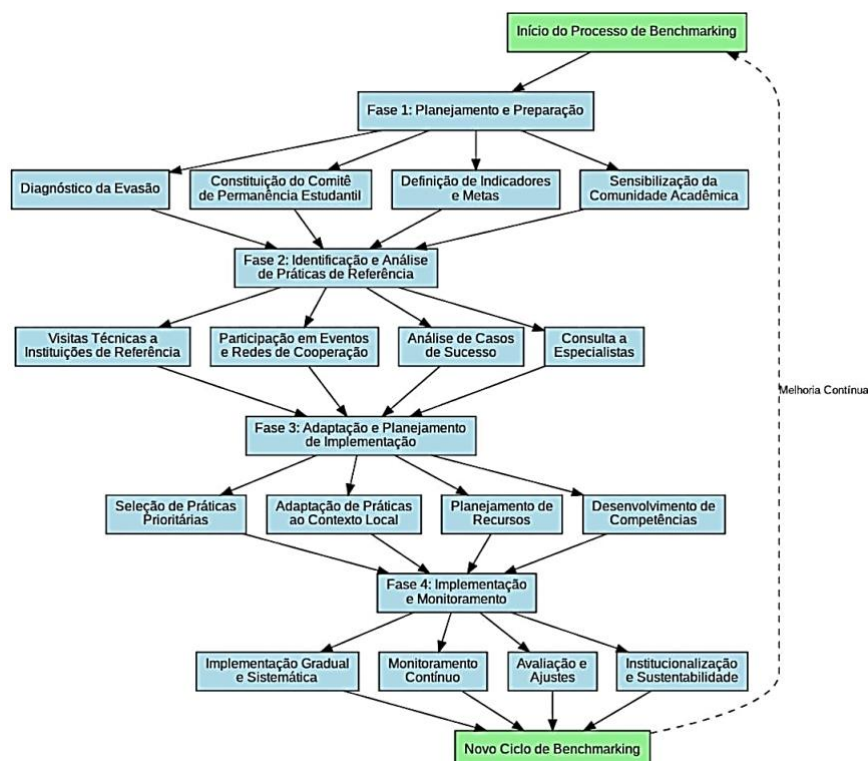 Início do Processo de Benchmarking
Fase 1: Planejamento e Preparação
Diagnóstico da Evasão
Constituição do Comitê
de Permanência Estudantil
Definição de Indicadores
e Metas
Sensibilização da
Comunidade Acadêmica
Fase 2: Identificação e Análise
de Práticas de Referência
Visitas Técnicas a
Instituições de Referência
Participação em Eventos
e Redes de Cooperação
Análise de Casos
de Sucesso
Consulta a
Especialistas
Melhoria Contínua
Fase 3: Adaptação e Planejamento
de Implementação
Seleção de Práticas
Prioritárias
Adaptação de Práticas
ao Contexto Local
Planejamento de
Recursos
Desenvolvimento de
Competências
Fase 4: Implementação
e Monitoramento
Implementação Gradual
e Sistemática
Monitoramento
Contínuo
Avaliação e
Ajustes
Institucionalização
e Sustentabilidade
Novo Ciclo de Benchmarking